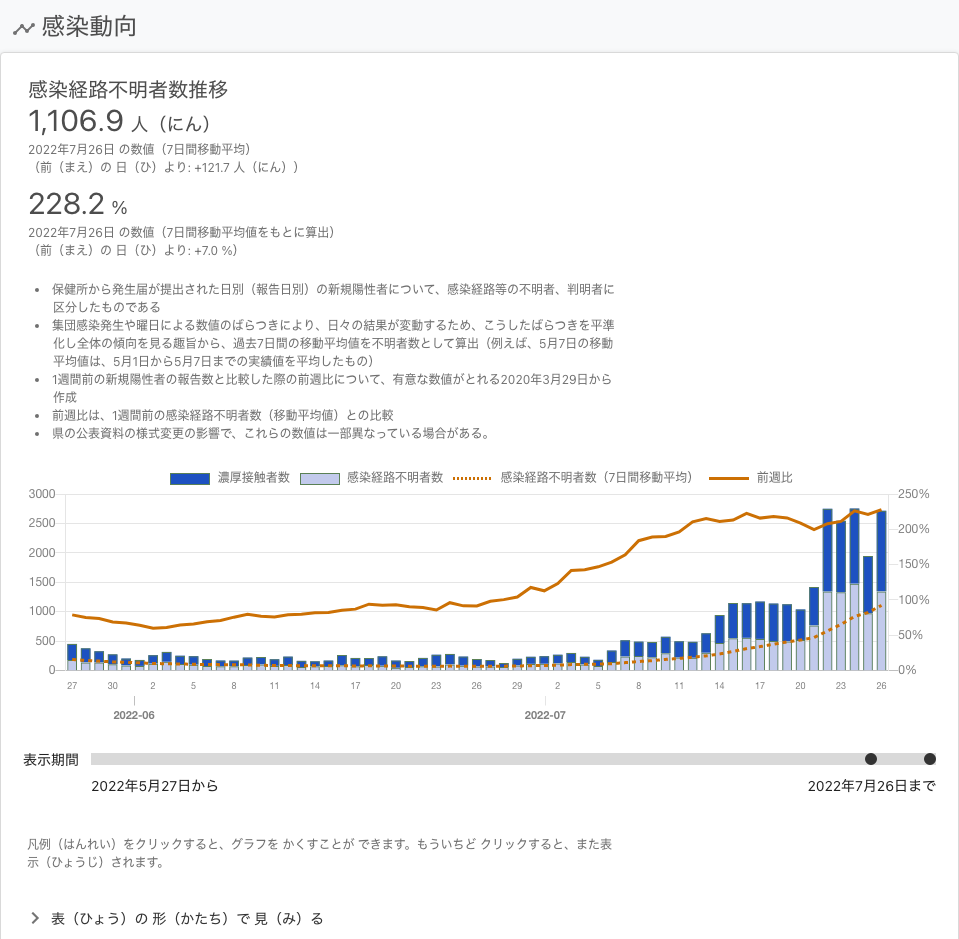 感染動向
感染経路不明者数推移
1,106.9 人（にん）
2022年7月26日 の数値（7日間移動平均）
（前（まえ）の 日（ひ）より: +121.7 人（にん））
228.2 %
2022年7月26日 の数値（7日間移動平均値をもとに算出）
（前（まえ）の 日（ひ）より: +7.0 %）
• 保健所から発生届が提出された日別（報告日別）の新規陽性者について、感染経路等の不明者、判明者に
区分したものである
• 集団感染発生や曜日による数値のばらつきにより、日々の結果が変動するため、こうしたばらつきを平準
化し全体の傾向を見る趣旨から、過去7日間の移動平均値を不明者数として算出（例えば、5月7日の移動
平均値は、5月1日から5月7日までの実績値を平均したもの）
• 1週間前の新規陽性者の報告数と比較した際の前週比について、有意な数値がとれる2020年3月29日から
作成
• 前週比は、1週間前の感染経路不明者数（移動平均値）との比較
• 県の公表資料の様式変更の影響で、これらの数値は一部異なっている場合がある。
濃厚接触者数 感染経路不明者数 感染経路不明者数（7日間移動平均） 前週比
3000 250%
2500 200%
2000 150%
1500
1000 100%
500 50%
0 0%
27 30 2 5 8 11 14 17 20 23 26 29 2 5 8 11 14 17 20 23 26
2022-06 2022-07
表示期間
2022年5月27日から 2022年7月26日まで
凡例（はんれい）をクリックすると、グラフを かくすことが できます。もういちど クリックすると、また表
示（ひょうじ）されます。
表（ひょう）の 形（かたち）で 見（み）る